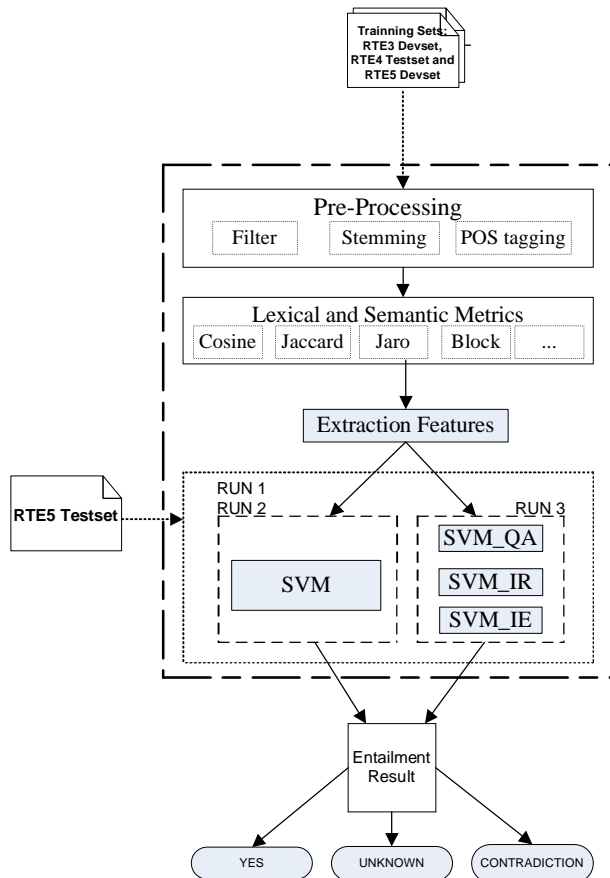 Trainning Sets:
RTE3 Devset,
RTE4 Testset and
RTE5 Devset
Pre-Processing
Filter
Stemming
POS tagging
Lexical and Semantic Metrics
Cosine
Jaccard
Jaro
Block
...
Extraction Features
RTE5 Testset
RUN 1
RUN 2
RUN 3
SVM
SVM_QA
SVM_IR
SVM_IE
Entailment
Result
YES
UNKNOWN
CONTRADICTION